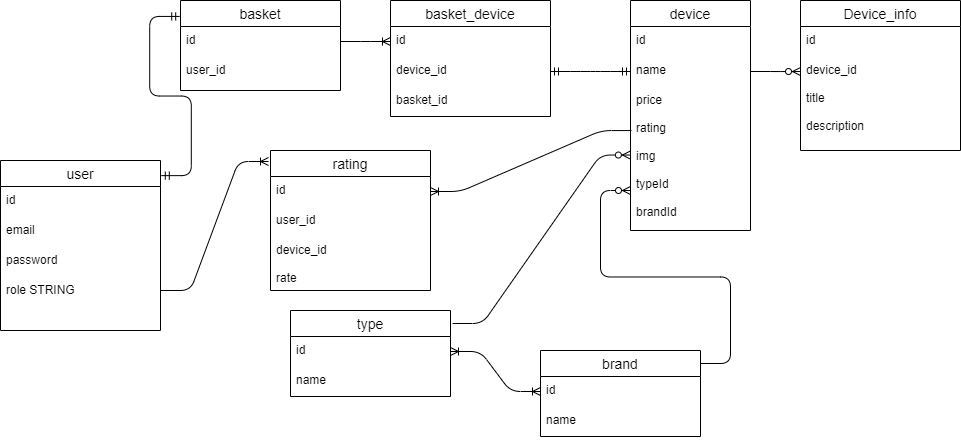 basket
id
user_id
basket_device
id
device_id
basket_id
device
id
name
price
rating
img
typeId
brandId
Device_info
id
device_id
title
description
user
id
email
password
role STRING
rating
id
user_id
device_id
rate
type
id
name
brand
id
name